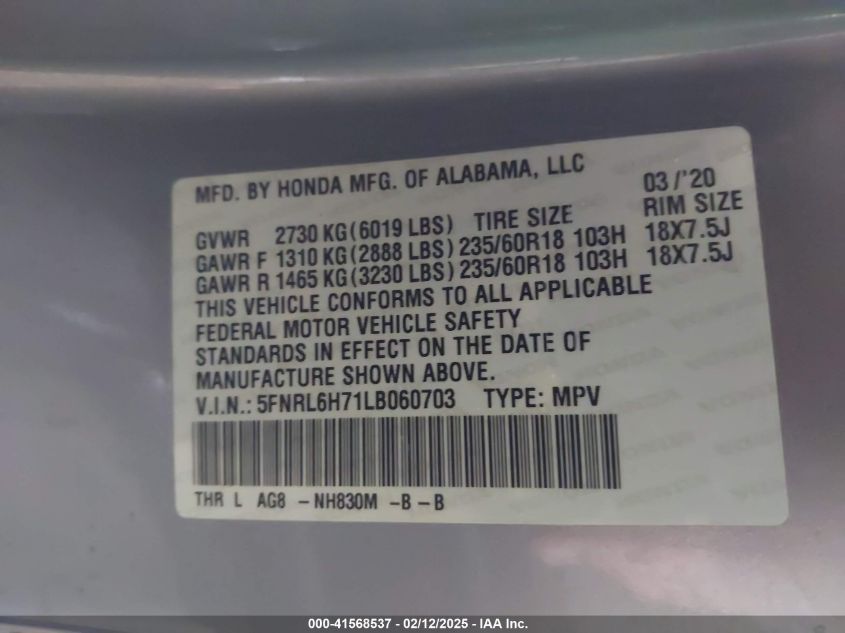 MFD. BY HONDA MFG. OF ALABAMA, LLC 03/'20
GVWR 2730 KG(6019 LBS) TIRE SIZE RIM SIZE
GAWR F 1310 KG(2888 LBS) 235/60R18 103H 18X7.5J
GAWR R 1465 KG(3230 LBS) 235/60R18 103H 18X7.5J
THIS VEHICLE CONFORMS TO ALL APPLICABLE
FEDERAL MOTOR VEHICLE SAFETY
STANDARDS IN EFFECT ON THE DATE OF
MANUFACTURE SHOWN ABOVE.
V.I.N.: 5FNRL6H71LB060703 TYPE: MPV
THR L AG8 -NH830M -B-B
000-41568537 - 02/12/2025 - IAA Inc.